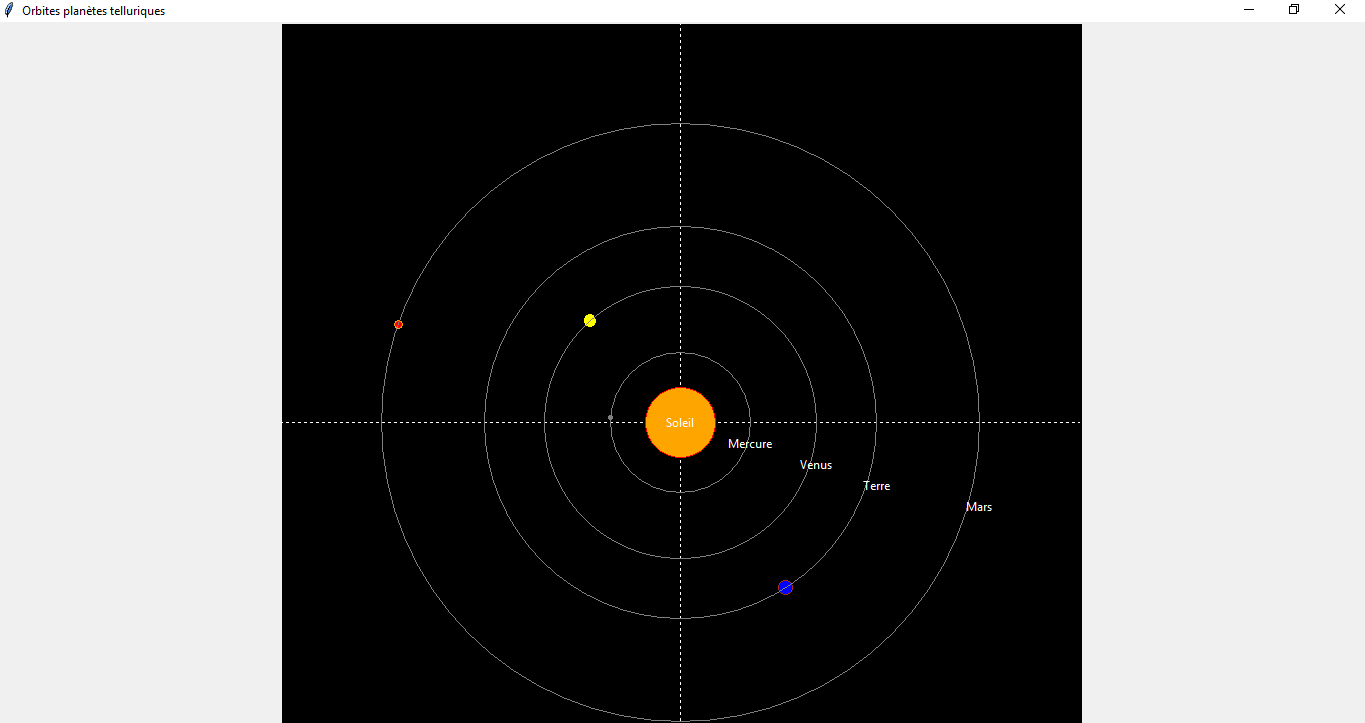 Orbites planètes telluriques
Soleil
Mercure
Venus
Terre
Mars